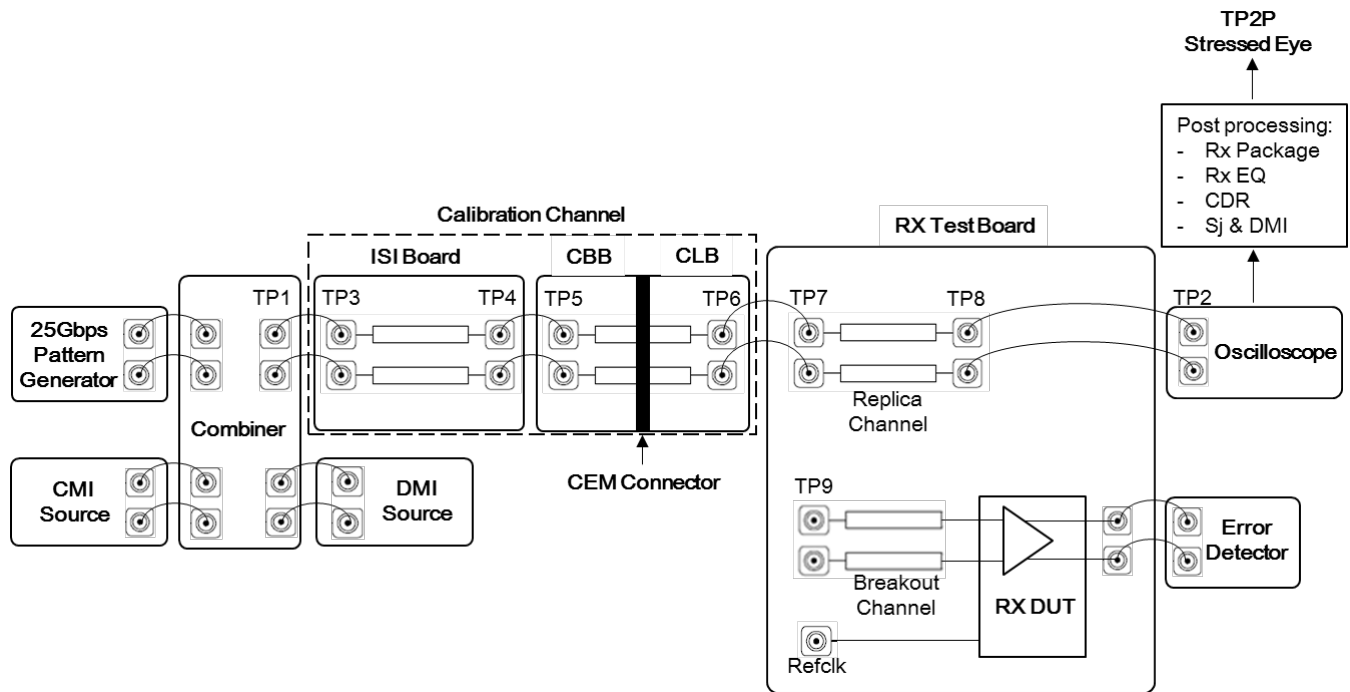 TP2P
Stressed Eye
Post processing:
- Rx Package
- Rx EQ
- CDR
- Sj & DMI
Calibration Channel
RX Test Board
ISI Board
CBB
CLB
TP1
TP3
TP4
TP5
TP6
TP7
TP8
TP2
25Gbps
Pattern
Generator
Oscilloscope
Combiner
Replica
Channel
CMI
Source
DMI
Source
CEM Connector
TP9
Error
Detector
Breakout
Channel
RX DUT
Refclk